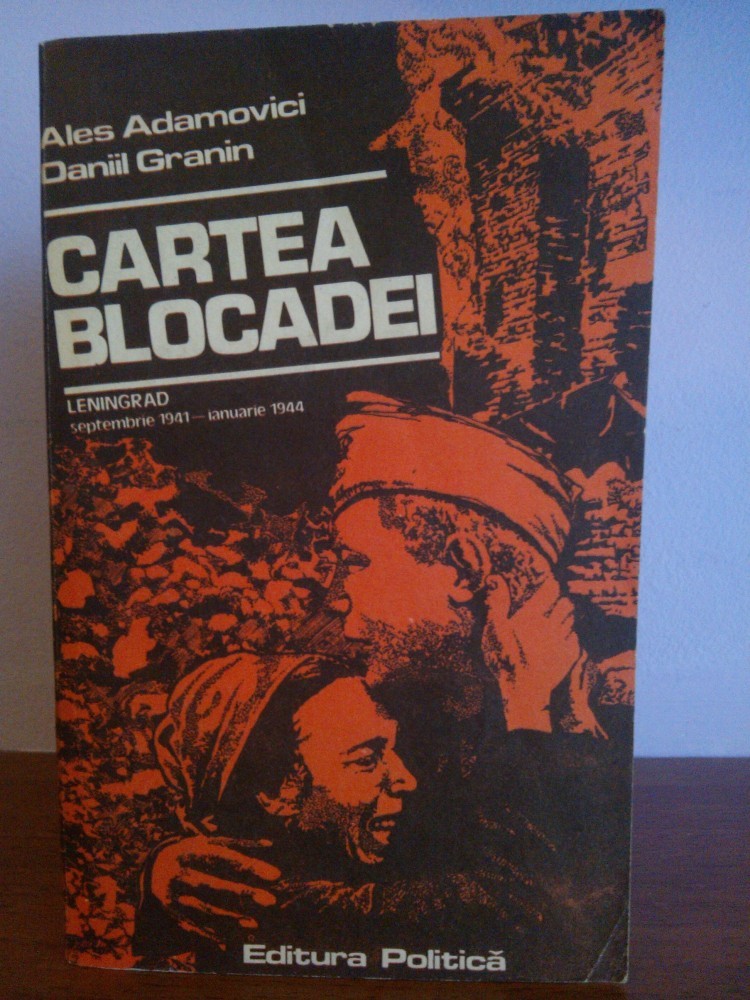 Ales Adamovici
Daniil Granin
CARTEA
BLOCADEI
LENINGRAD
septembrie 1941 — ianuarie 1944
Editura Politică